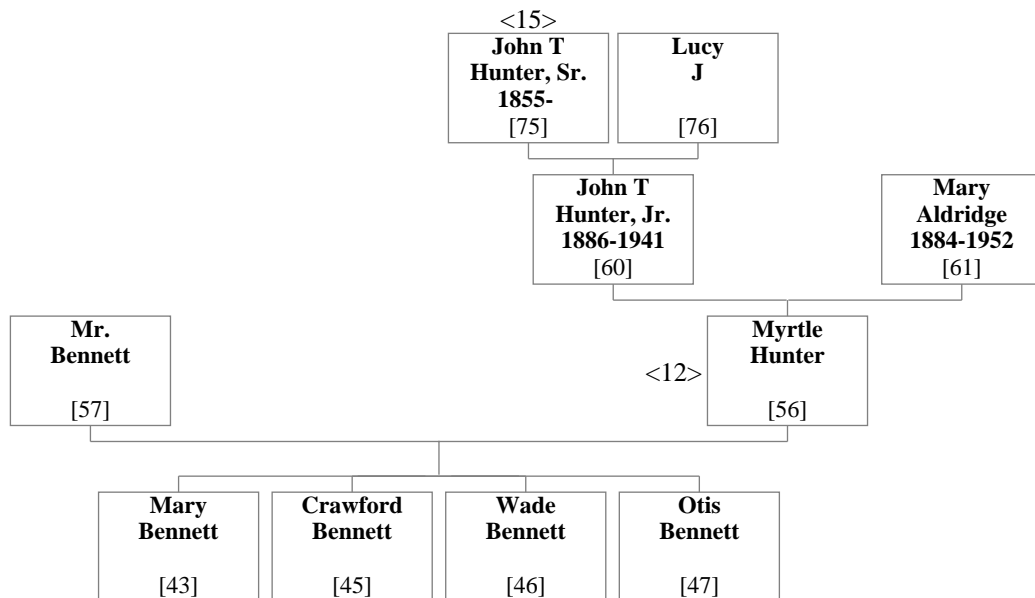 <15>
John T
Hunter, Sr.
1855-
[75]
Lucy
J
[76]
John T
Hunter, Jr.
1886-1941
[60]
Mary
Aldridge
1884-1952
[61]
Mr.
Bennett
[57]
<12>
Myrtle
Hunter
[56]
Mary
Bennett
[43]
Crawford
Bennett
[45]
Wade
Bennett
[46]
Otis
Bennett
[47]